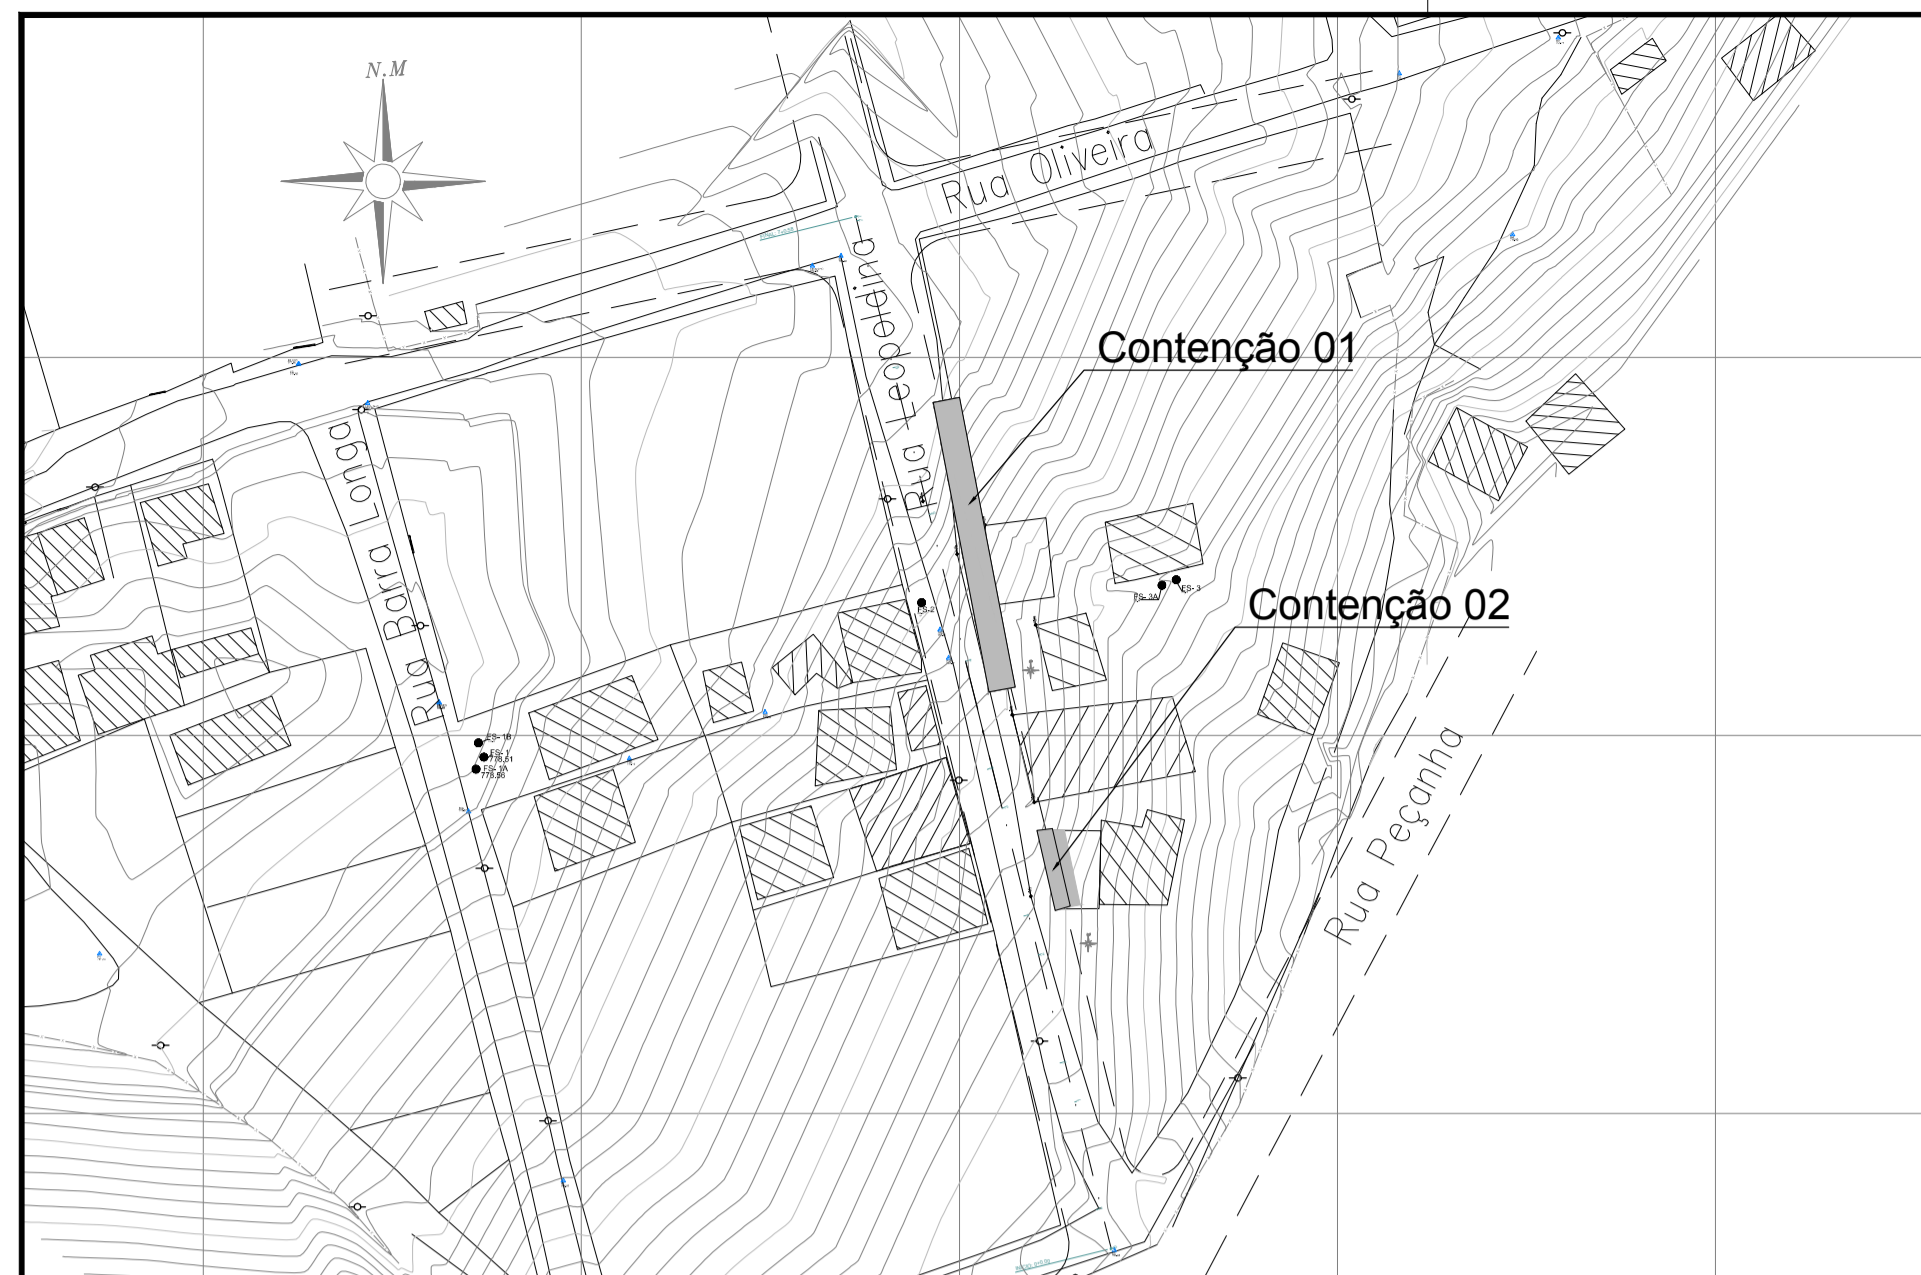 N.M
Rua Oliveira
Rua Leopoldina
Contenção 01
Rua Barra Longa
FS-2
FS-3A
FS-3
Contenção 02
FS-1B
FS-1
778.51
FS-1A
778.56
Rua Peçanha